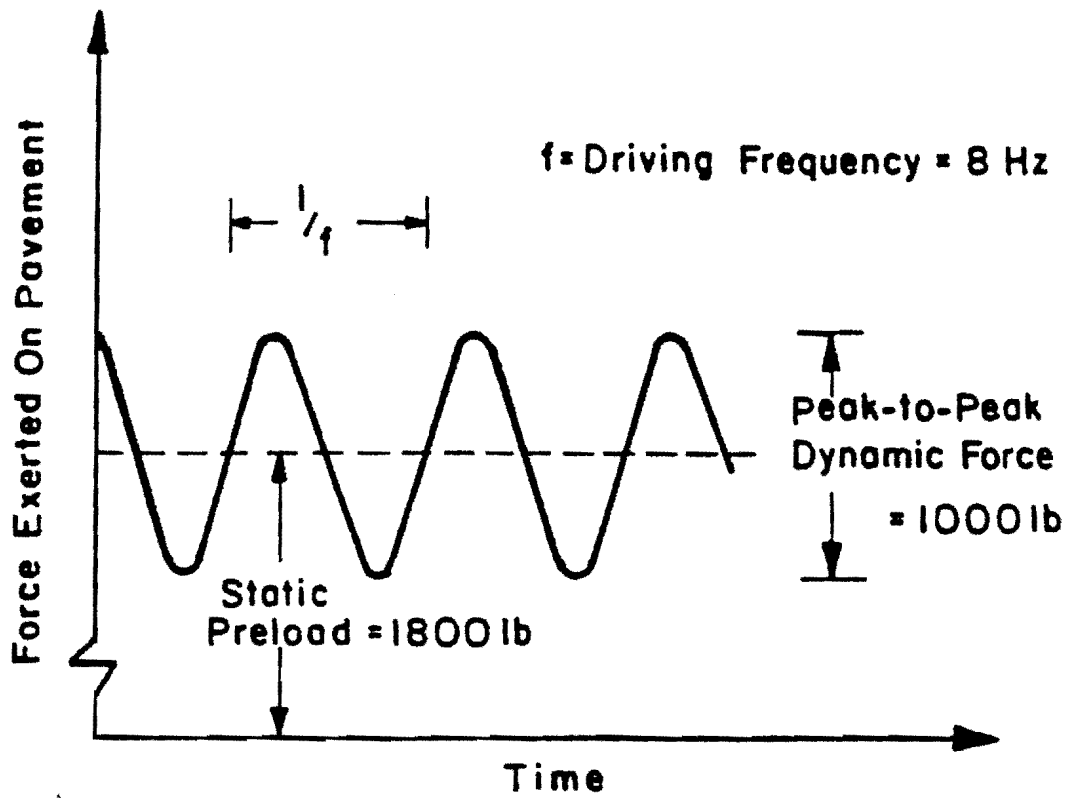 Force Exerted On Pavement
f = Driving Frequency = 8 Hz
1/f
Peak-to-Peak
Dynamic Force
= 1000 lb
Static
Preload = 1800 lb
Time